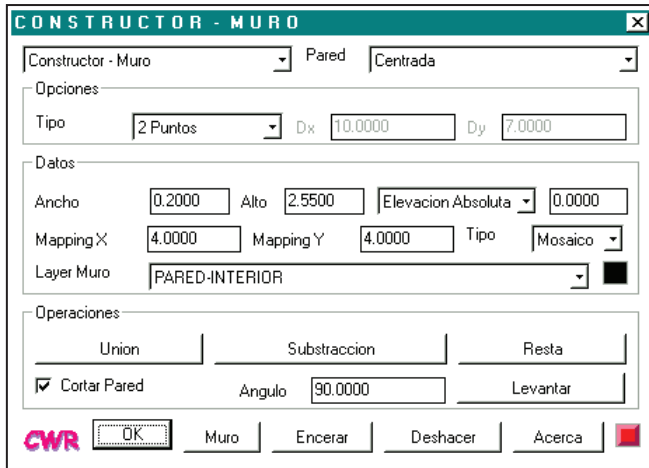 CONSTRUCTOR - MURO
Constructor - Muro Pared Centrada
Opciones
Tipo 2 Puntos Dx 10.0000 Dy 7.0000
Datos
Ancho 0.2000 Alto 2.5500 Elevacion Absoluta 0.0000
Mapping X 4.0000 Mapping Y 4.0000 Tipo Mosaico
Layer Muro PARED-INTERIOR
Operaciones
Union Substraccion Resta
Cortar Pared Angulo 90.0000 Levantar
CWR OK Muro Encerar Deshacer Acerca